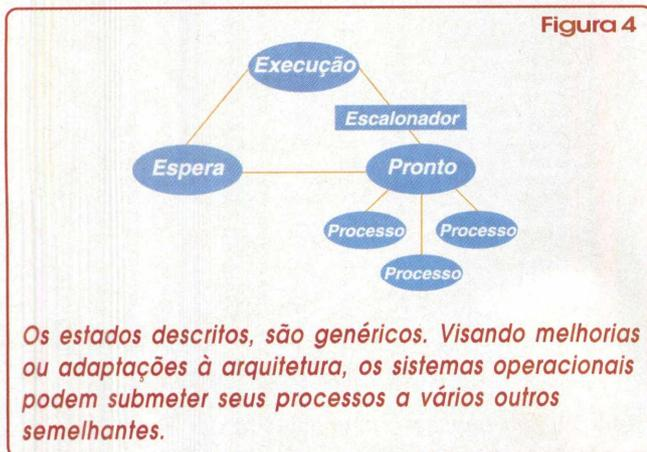 Figura 4
Execução
Escalonador
Espera
Pronto
Processo
Processo
Processo
Os estados descritos, são genéricos. Visando melhorias
ou adaptações à arquitetura, os sistemas operacionais
podem submeter seus processos a vários outros
semelhantes.